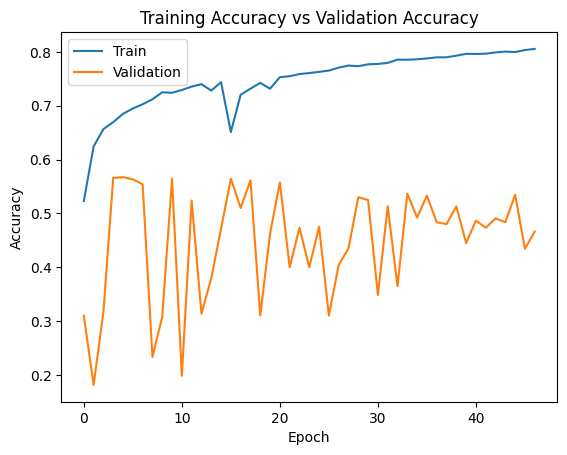 Training Accuracy vs Validation Accuracy
Train
Validation
0.8
0.7
0.6
0.5
0.4
0.3
0.2
Accuracy
0 10 20 30 40
Epoch